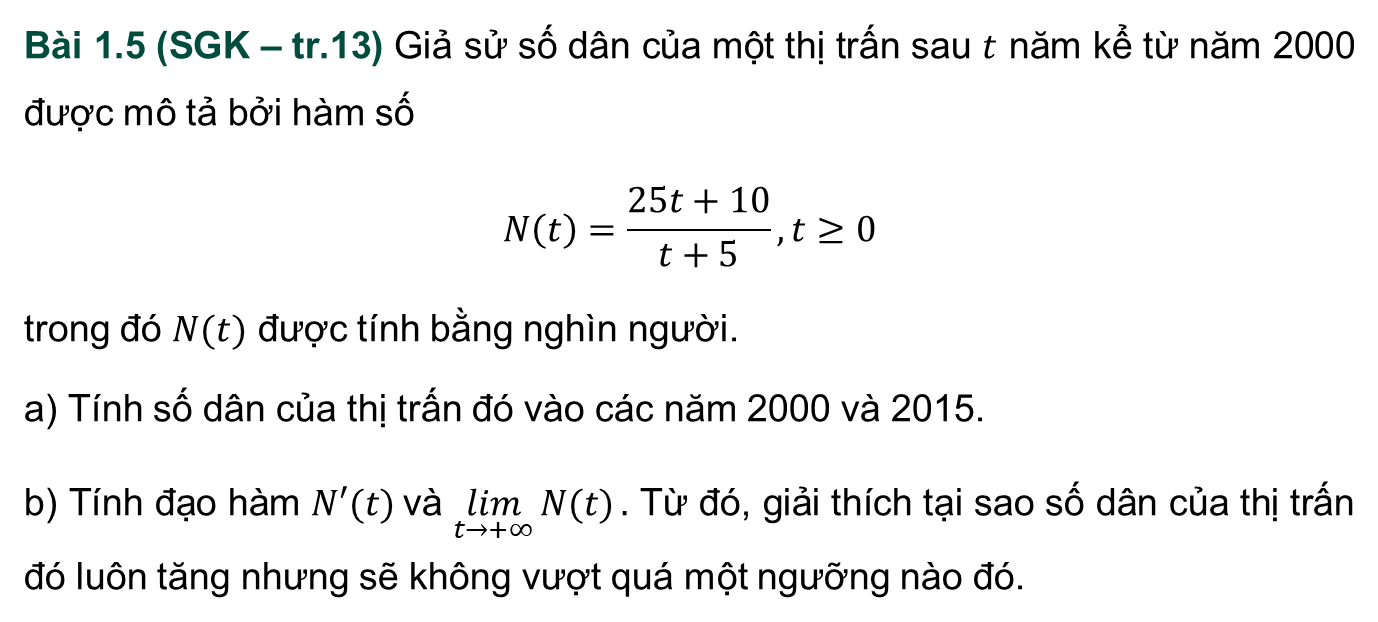 Bài 1.5 (SGK – tr.13) Giả sử số dân của một thị trấn sau t năm kể từ năm 2000
được mô tả bởi hàm số
N(t) = \frac{25t + 10}{t + 5}, t ≥ 0
trong đó N(t) được tính bằng nghìn người.
a) Tính số dân của thị trấn đó vào các năm 2000 và 2015.
b) Tính đạo hàm N′(t) và \lim_{t→+∞} N(t). Từ đó, giải thích tại sao số dân của thị trấn
đó luôn tăng nhưng sẽ không vượt quá một ngưỡng nào đó.